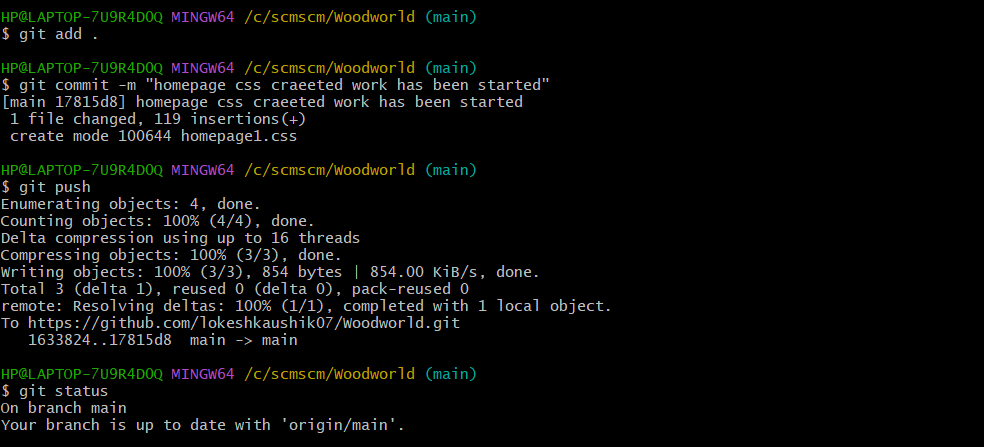 HP@LAPTOP-7U9R4D0Q MINGW64 /c/scmscm/Woodworld (main)
$ git add .
HP@LAPTOP-7U9R4D0Q MINGW64 /c/scmscm/Woodworld (main)
$ git commit -m "homepage css craeeted work has been started"
[main 17815d8] homepage css craeeted work has been started
 1 file changed, 119 insertions(+)
 create mode 100644 homepage1.css
HP@LAPTOP-7U9R4D0Q MINGW64 /c/scmscm/Woodworld (main)
$ git push
Enumerating objects: 4, done.
Counting objects: 100% (4/4), done.
Delta compression using up to 16 threads
Compressing objects: 100% (3/3), done.
Writing objects: 100% (3/3), 854 bytes | 854.00 KiB/s, done.
Total 3 (delta 1), reused 0 (delta 0), pack-reused 0
remote: Resolving deltas: 100% (1/1), completed with 1 local object.
To https://github.com/lokeshkaushik07/Woodworld.git
   1633824..17815d8  main -> main
HP@LAPTOP-7U9R4D0Q MINGW64 /c/scmscm/Woodworld (main)
$ git status
On branch main
Your branch is up to date with 'origin/main'.